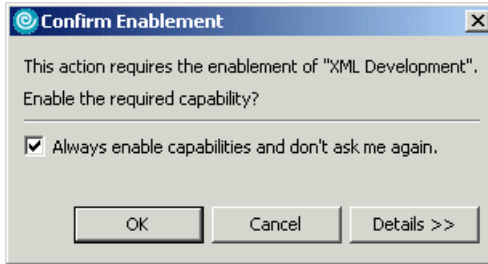 Confirm Enablement
This action requires the enablement of "XML Development".
Enable the required capability?
Always enable capabilities and don't ask me again.
OK
Cancel
Details >>